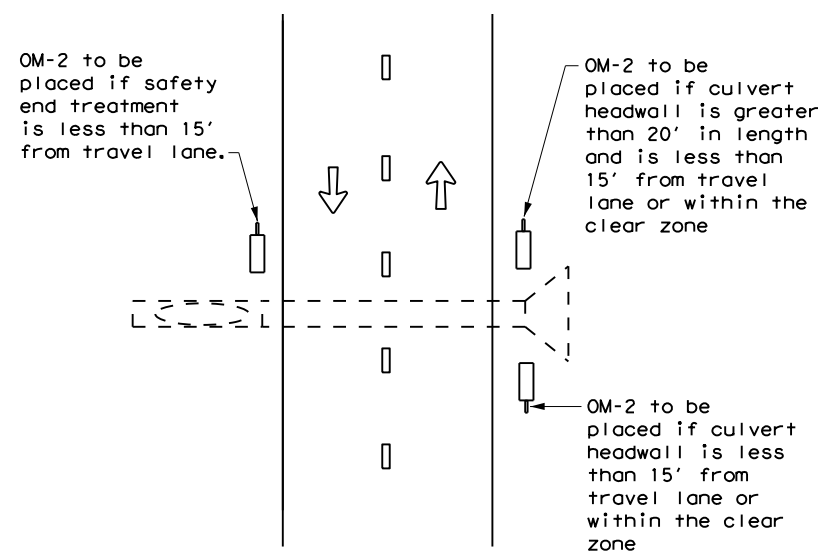 OM-2 to be
placed if safety
end treatment
is less than 15'
from travel lane.
OM-2 to be
placed if culvert
headwall is greater
than 20' in length
and is less than
15' from travel
lane or within the
clear zone
OM-2 to be
placed if culvert
headwall is less
than 15' from
travel lane or
within the clear
zone